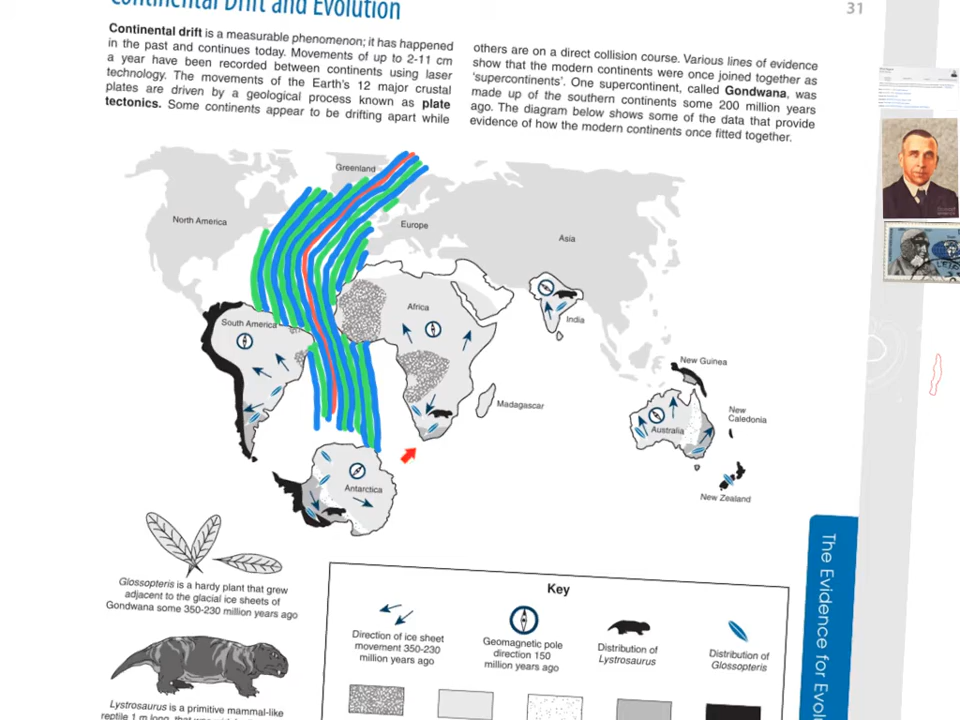 Continental Drift and Evolution
31
Continental drift is a measurable phenomenon; it has happened
in the past and continues today. Movements of up to 2-11 cm
a year have been recorded between continents using laser
technology. The movements of the Earth's 12 major crustal
plates are driven by a geological process known as plate
tectonics. Some continents appear to be drifting apart while
others are on a direct collision course. Various lines of evidence
show that the modern continents were once joined together as
'supercontinents'. One supercontinent, called Gondwana, was
made up of the southern continents some 200 million years
ago. The diagram below shows some of the data that provide
evidence of how the modern continents once fitted together.
Greenland
North America
Europe
Asia
Africa
South America
India
Madagascar
New Guinea
New
Caledonia
Australia
New Zealand
Antarctica
Glossopteris is a hardy plant that grew
adjacent to the glacial ice sheets of
Gondwana some 350-230 million years ago
Lystrosaurus is a primitive mammal-like
reptile 1 m long, that was
Key
Direction of ice sheet
movement 350-230
million years ago
Geomagnetic pole
direction 150
million years ago
Distribution of
Lystrosaurus
Distribution of
Glossopteris
The Evidence for Evol